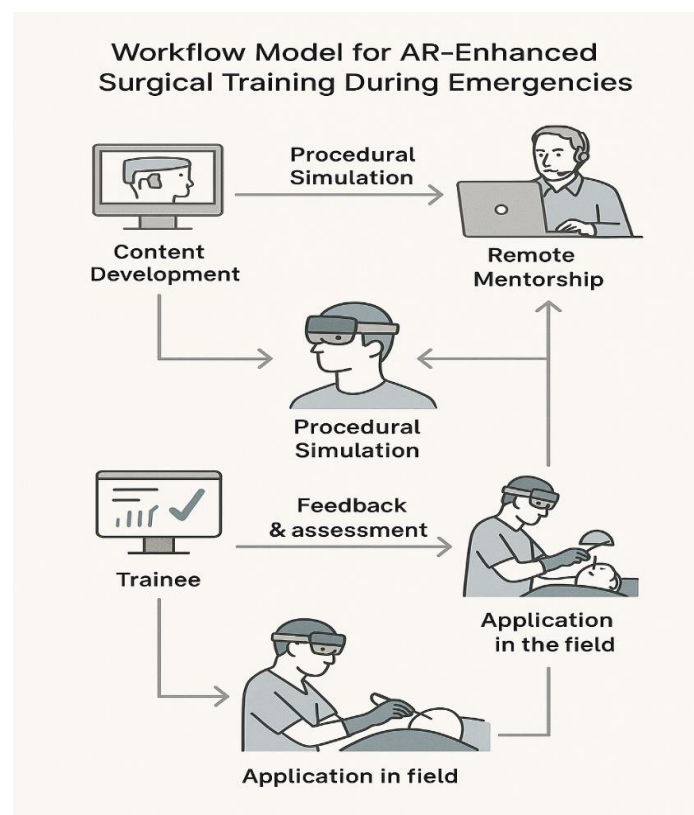 Workflow Model for AR-Enhanced
Surgical Training During Emergencies
Procedural
Simulation
Content
Development
Remote
Mentorship
Procedural
Simulation
Feedback
& assessment
Trainee
Application
in the field
Application in field